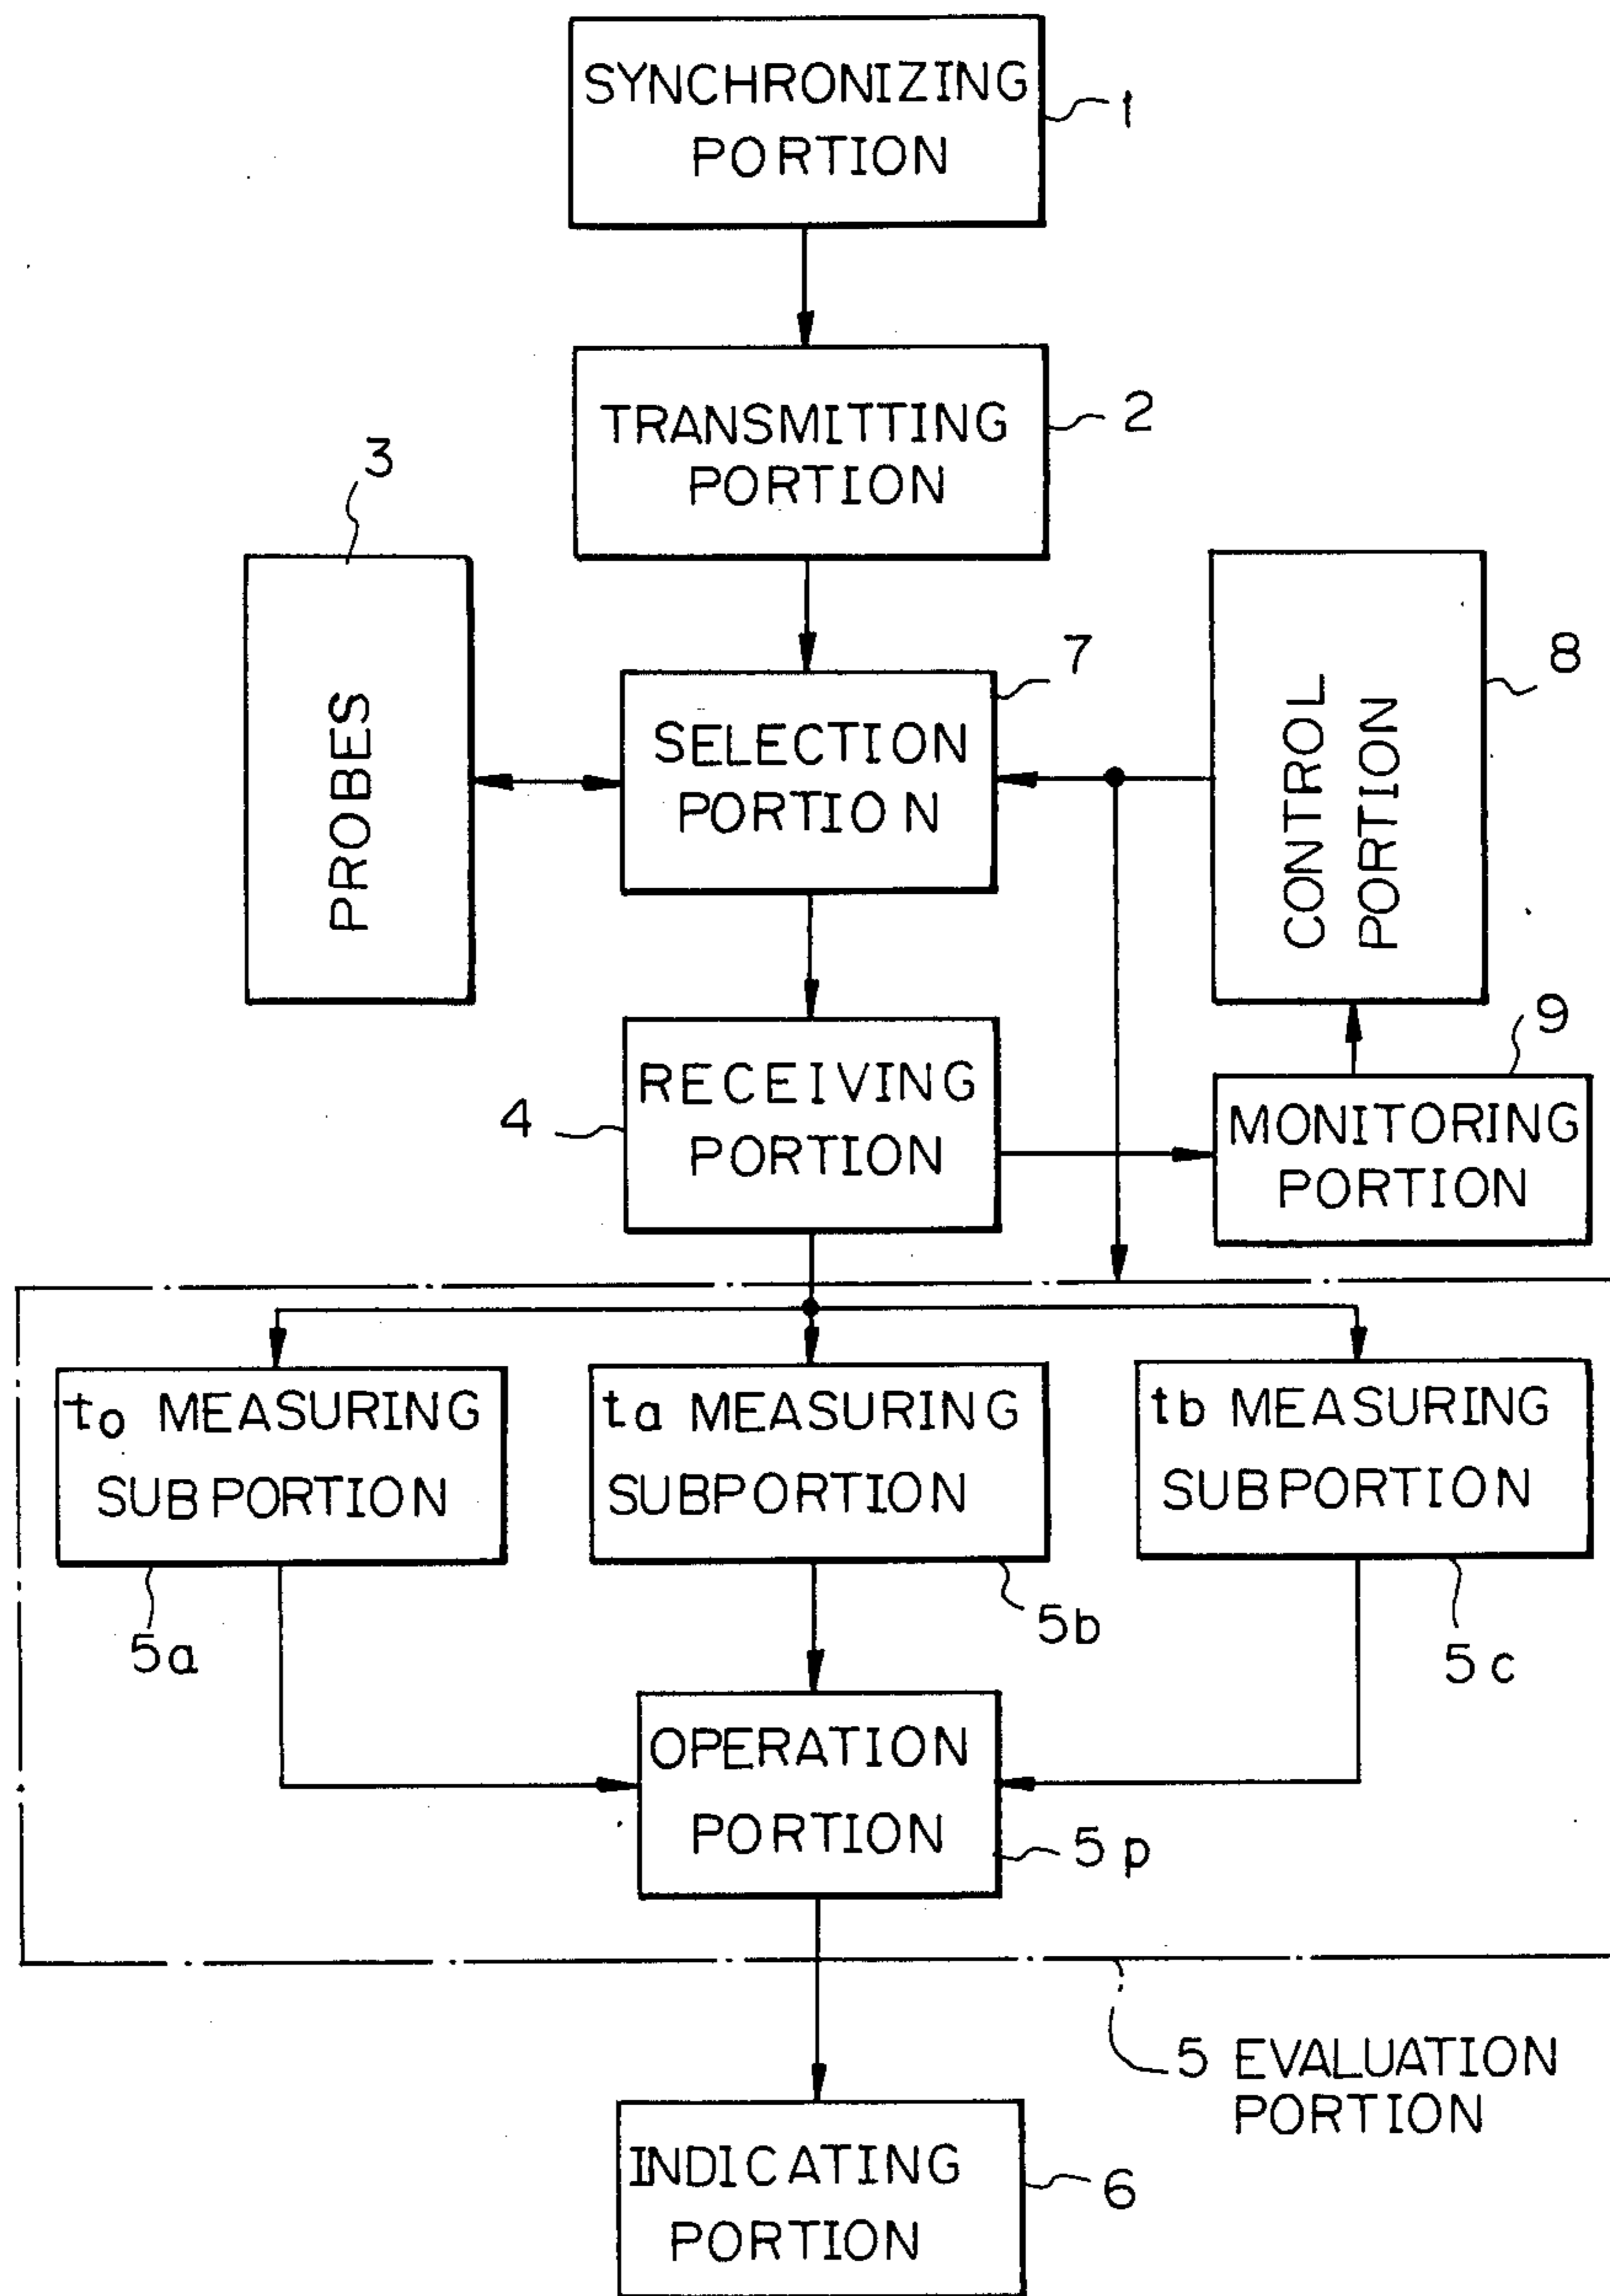 SYNCHRONIZING
PORTION
1
TRANSMITTING
PORTION
2
3
PROBES
SELECTION
PORTION
7
CONTROL
PORTION
8
RECEIVING
PORTION
4
MONITORING
PORTION
9
to MEASURING
SUBPORTION
5a
ta MEASURING
SUBPORTION
5b
tb MEASURING
SUBPORTION
5c
OPERATION
PORTION
5p
5 EVALUATION
PORTION
INDICATING
PORTION
6